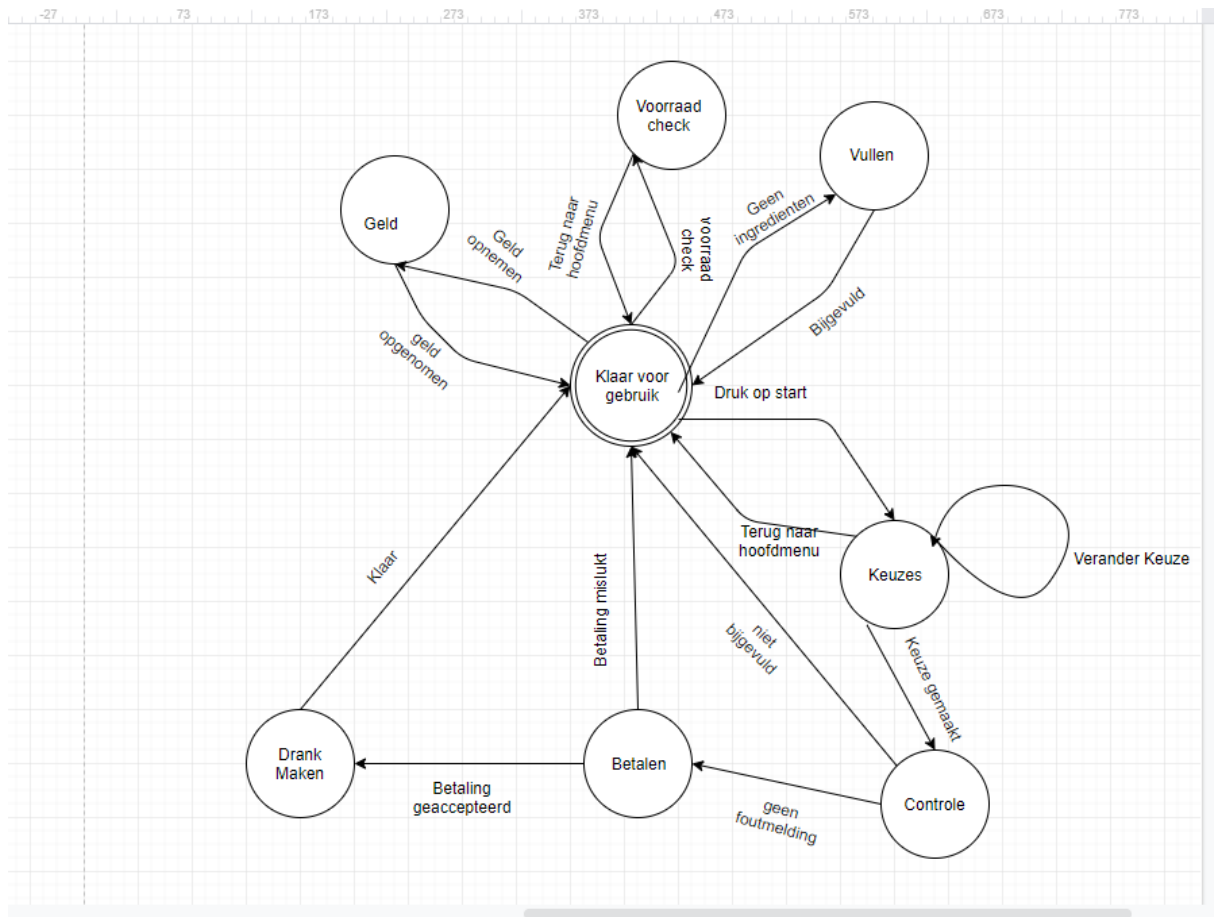 -27 73 173 273 373 473 573 673 773
Voorraad
check
Vullen
Geld
Geld
opnemen
Terug naar
hoofdmenu
voorraad
check
Geen
ingredienten
Bijgevuld
geld
opgenomen
Klaar voor
gebruik
Druk op start
Terug naar
hoofdmenu
Keuzes
Verander Keuze
Klaar
Betaling mislukt
niet
bijgevuld
Keuze gemaakt
Drank
Maken
Betalen
Controle
Betaling
geaccepteerd
geen
foutmelding